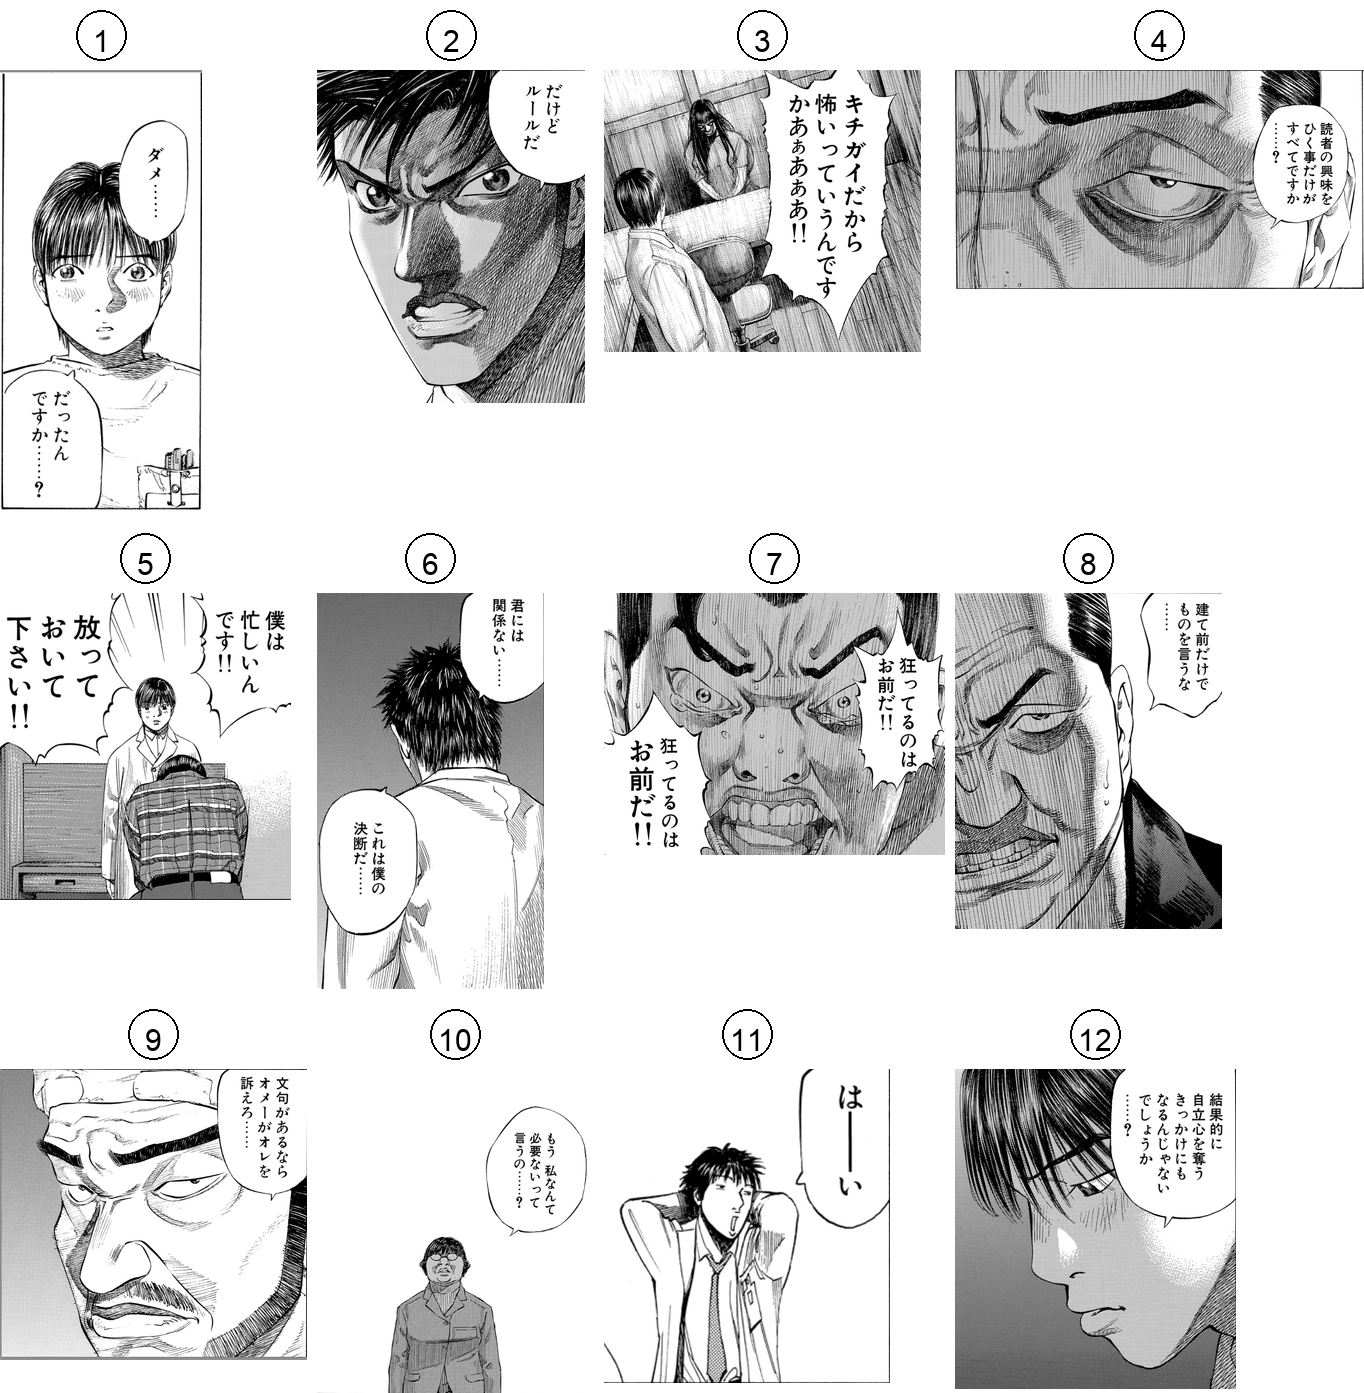 1
ダメ……
だったん
ですか……?
2
だけど
ルールだ
3
キチガイだから
怖いっていうんです
かあぁあぁあ!!
4
読者の興味を
ひく事だけが
すべてですか
……?
5
僕は
忙しいん
です!!
放って
おいて
下さい!!
6
君には
関係ない……
これは僕の
決断だ……
7
狂ってるのは
お前だ!!
狂ってるのは
お前だ!!
8
建て前だけで
ものを言うな
……
9
文句があるなら
オメーがオレを
訴えろ……
10
もう 私なんて
必要ないって
言うの……?
11
はーい
12
結果的に
自立心を奪う
きっかけにも
なるんじゃない
でしょうか
……?